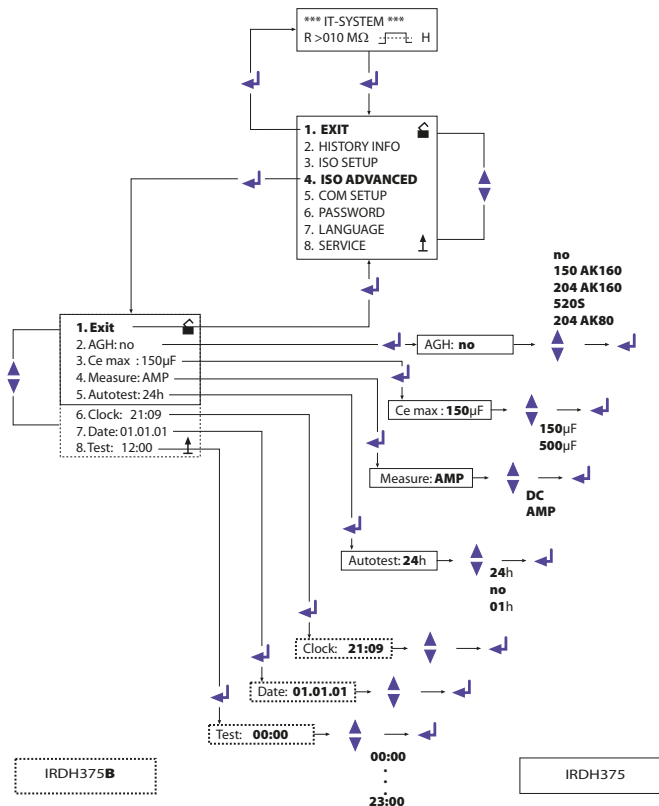 *** IT-SYSTEM ***
R >010 MΩ H
1. EXIT
2. HISTORY INFO
3. ISO SETUP
4. ISO ADVANCED
5. COM SETUP
6. PASSWORD
7. LANGUAGE
8. SERVICE
1. Exit
2. AGH: no
3. Ce max : 150µF
4. Measure: AMP
5. Autotest: 24h
6. Clock: 21:09
7. Date: 01.01.01
8. Test: 12:00
no
150 AK160
204 AK160
520S
204 AK80
AGH: no
Ce max : 150µF
150µF
500µF
Measure: AMP
DC
AMP
Autotest: 24h
24h
no
01h
Clock: 21:09
Date: 01.01.01
Test: 00:00
00:00
.
.
.
23:00
IRDH375B
IRDH375